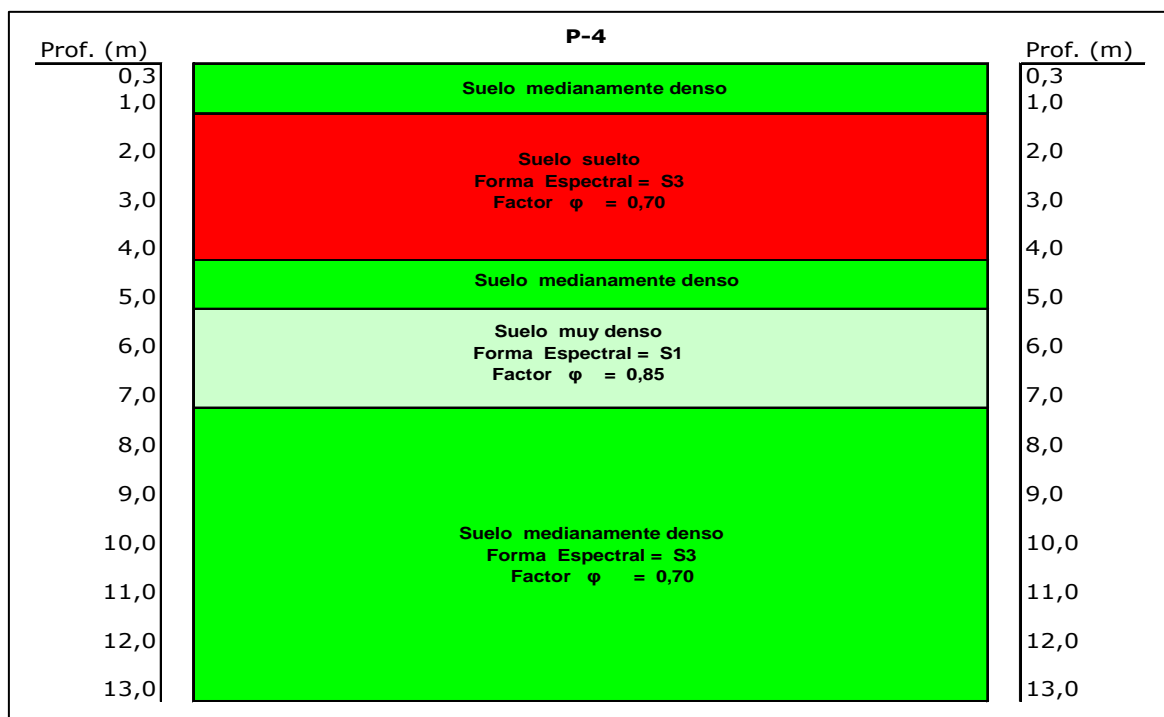 P-4
Prof. (m)
Prof. (m)
0,3
1,0
2,0
3,0
4,0
5,0
6,0
7,0
8,0
9,0
10,0
11,0
12,0
13,0
Suelo medianamente denso
Suelo suelto
Forma Espectral = S3
Factor φ = 0,70
Suelo medianamente denso
Suelo muy denso
Forma Espectral = S1
Factor φ = 0,85
Suelo medianamente denso
Forma Espectral = S3
Factor φ = 0,70
0,3
1,0
2,0
3,0
4,0
5,0
6,0
7,0
8,0
9,0
10,0
11,0
12,0
13,0